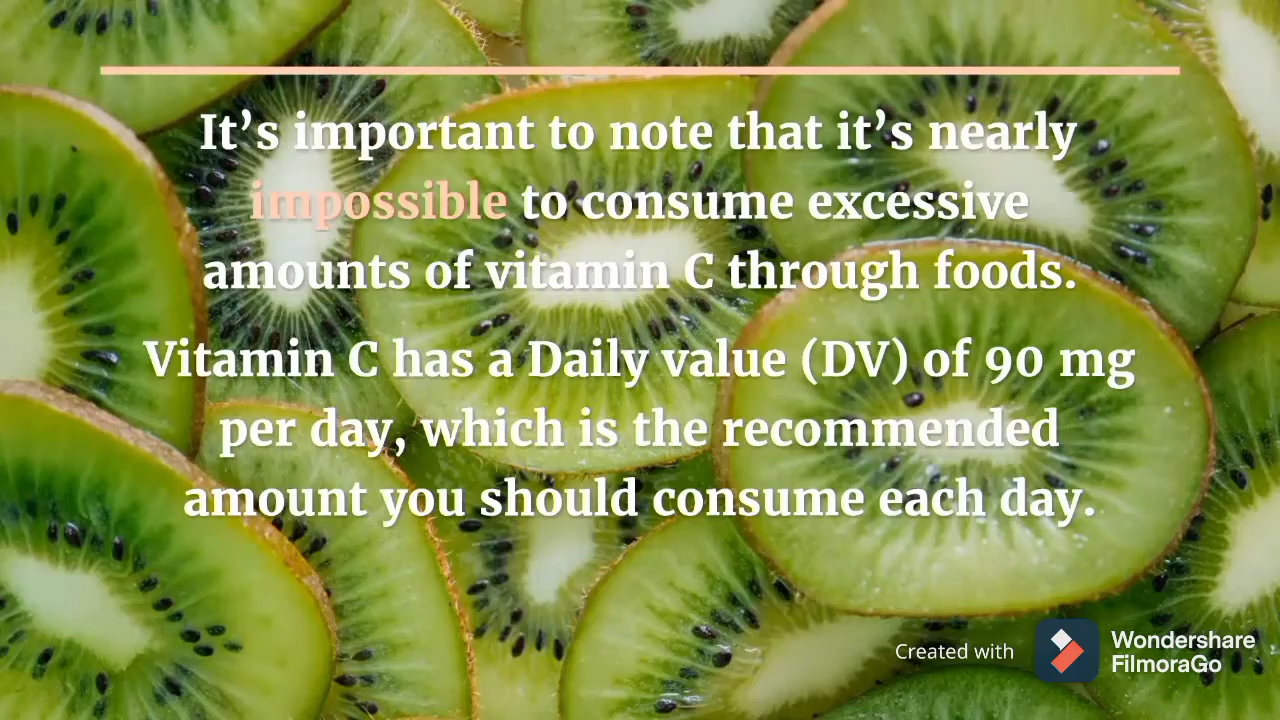 It’s important to note that it’s nearly
impossible to consume excessive
amounts of vitamin C through foods.
Vitamin C has a Daily value (DV) of 90 mg
per day, which is the recommended
amount you should consume each day.
Created with
Wondershare
FilmoraGo